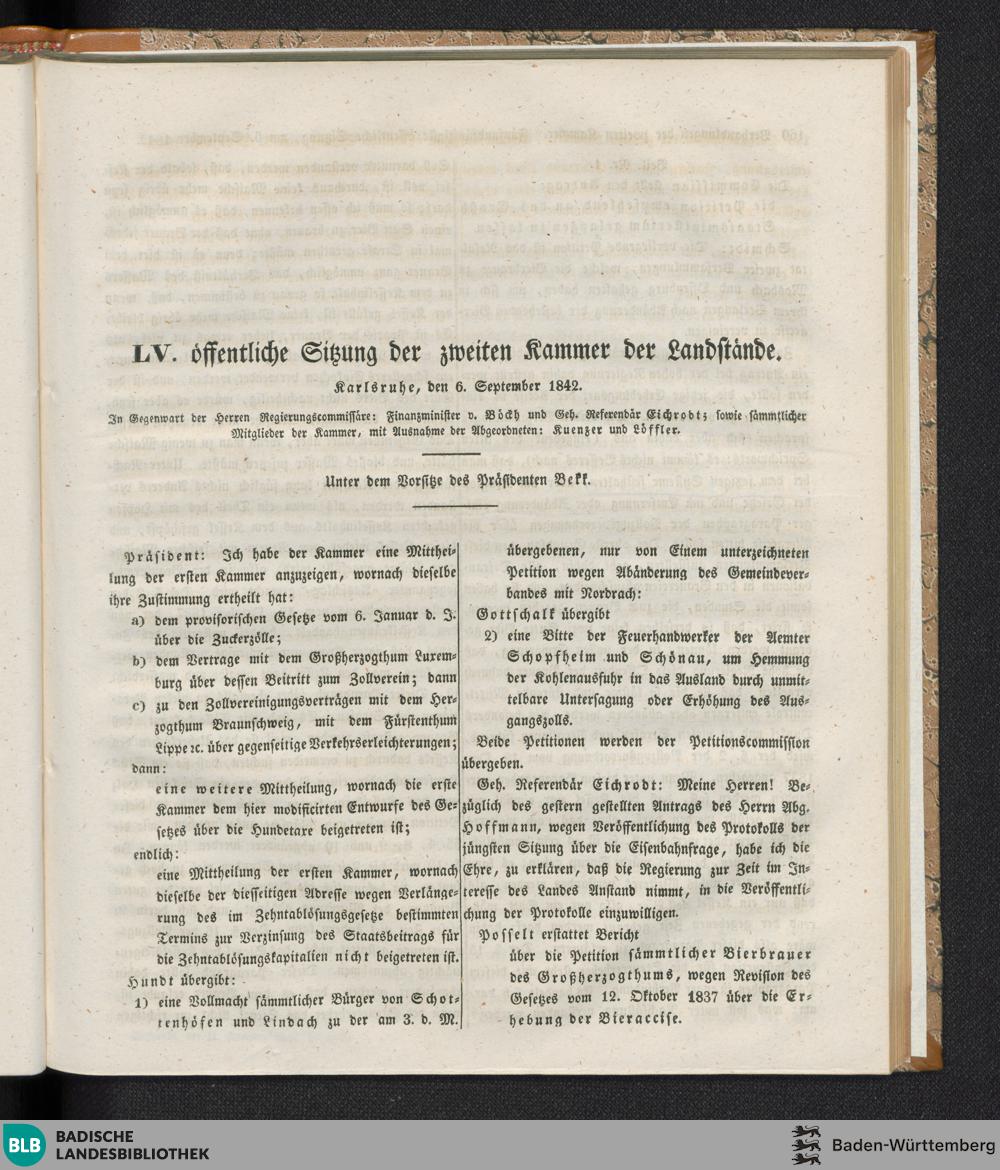 LV. öffentliche Sitzung der zweiten Kammer der Landstände.
Karlsruhe, den 6. September 1842.
In Gegenwart der Herren Regierungscommissäre: Finanzminister v. Böckh und Geh. Referendär Eichrodt; sowie sämmtlicher
Mitglieder der Kammer, mit Ausnahme der Abgeordneten: Kuenzer und Löffler.
Unter dem Vorsitze des Präsidenten Bekk.
Präsident: Ich habe der Kammer eine Mitthei-
lung der ersten Kammer anzuzeigen, wornach dieselbe
ihre Zustimmung ertheilt hat:
a) dem provisorischen Gesetze vom 6. Januar d. J.
über die Zuckerzölle;
b) dem Vertrage mit dem Großherzogthum Luxem-
burg über dessen Beitritt zum Zollverein; dann
c) zu den Zollvereinigungsverträgen mit dem Her-
zogthum Braunschweig, mit dem Fürstenthum
Lippe ꝛc. über gegenseitige Verkehrserleichterungen;
dann:
eine weitere Mittheilung, wornach die erste
Kammer dem hier modificirten Entwurfe des Ge-
setzes über die Hundetaxe beigetreten ist;
endlich:
eine Mittheilung der ersten Kammer, wornach
dieselbe der diesseitigen Adresse wegen Verlänge-
rung des im Zehntablösungsgesetze bestimmten
Termins zur Verzinsung des Staatsbeitrags für
die Zehntablösungskapitalien nicht beigetreten ist.
Hundt übergibt:
1) eine Vollmacht sämmtlicher Bürger von Schot-
tenhöfen und Lindach zu der am 3. d. M.
übergebenen, nur von Einem unterzeichneten
Petition wegen Abänderung des Gemeindever-
bandes mit Nordrach:
Gottschalk übergibt
2) eine Bitte der Feuerhandwerker der Aemter
Schopfheim und Schönau, um Hemmung
der Kohlenausfuhr in das Ausland durch unmit-
telbare Untersagung oder Erhöhung des Aus-
gangszolls.
Beide Petitionen werden der Petitionscommission
übergeben.
Geh. Referendär Eichrodt: Meine Herren! Be-
züglich des gestern gestellten Antrags des Herrn Abg.
Hoffmann, wegen Veröffentlichung des Protokolls der
jüngsten Sitzung über die Eisenbahnfrage, habe ich die
Ehre, zu erklären, daß die Regierung zur Zeit im In-
teresse des Landes Anstand nimmt, in die Veröffentli-
chung der Protokolle einzuwilligen.
Posselt erstattet Bericht
über die Petition sämmtlicher Bierbrauer
des Großherzogthums, wegen Revision des
Gesetzes vom 12. Oktober 1837 über die Er-
hebung der Bieraccise.
BLB
BADISCHE
LANDESBIBLIOTHEK
Baden-Württemberg